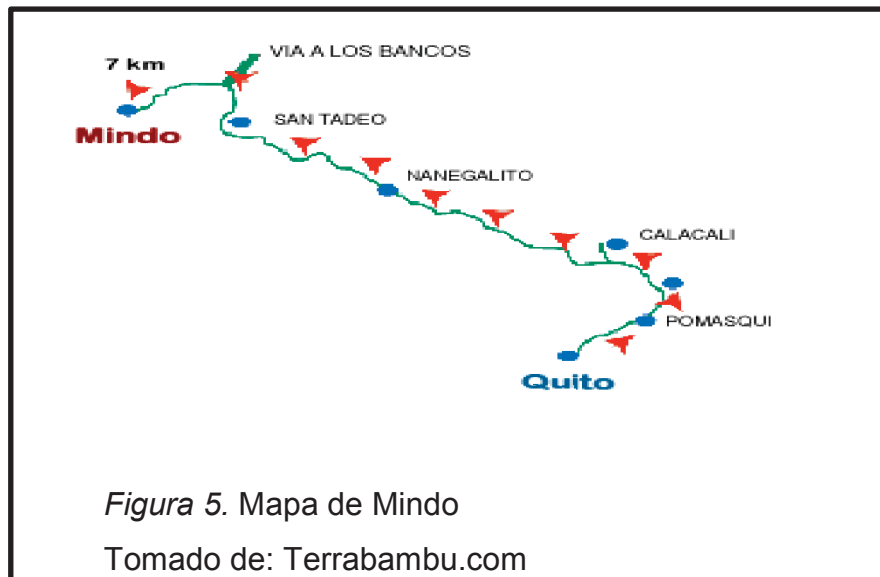 VIA A LOS BANCOS
7 km
Mindo
SAN TADEO
NANEGALITO
CALACALI
POMASQUI
Quito
Figura 5. Mapa de Mindo
Tomado de: Terrabambu.com